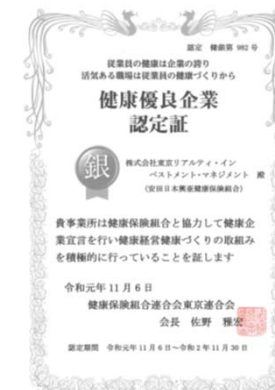 認定 健銀第 982 号
従業員の健康は企業の誇り
活気ある職場は従業員の健康づくりから
健康優良企業
認定証
銀
株式会社東京リアルティ・イン
ベストメント・マネジメント 殿
(安田日本興亜健康保険組合)
貴事業所は健康保険組合と協力して健康企
業宣言を行い健康経営健康づくりの取組み
を積極的に行っていることを証します
令和元年 11 月 6 日
健康保険組合連合会東京連合会
会長 佐野 雅宏
認定期間 令和元年 11 月 6 日～令和 2 年 11 月 30 日